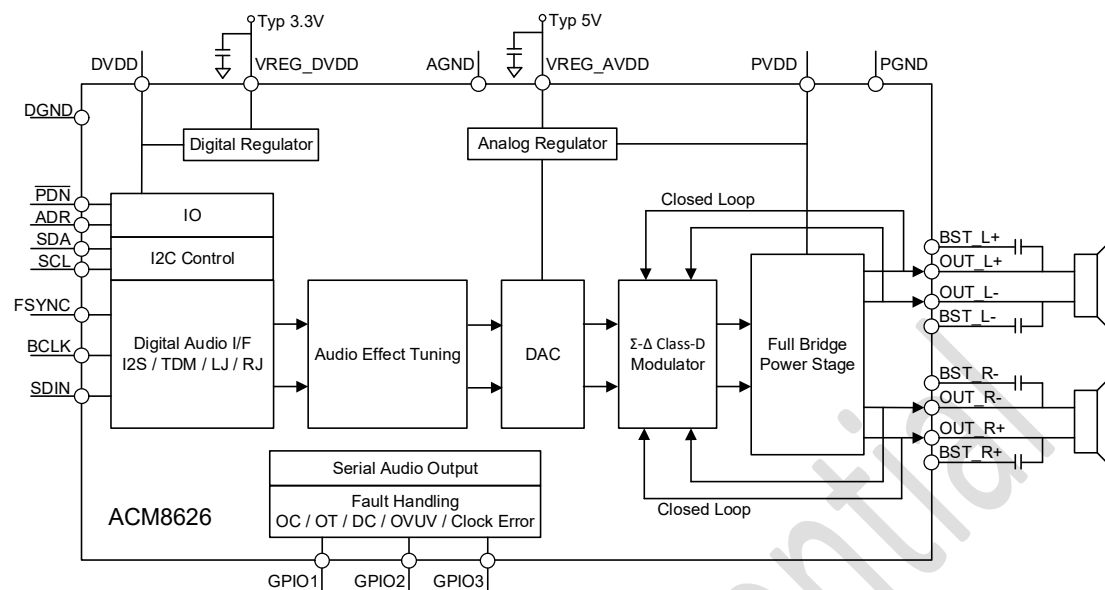 Typ 3.3V
Typ 5V
DVDD
VREG_DVDD
AGND
VREG_AVDD
PVDD
PGND
DGND
Digital Regulator
Analog Regulator
PDN
ADR
SDA
SCL
FSYNC
BCLK
SDIN
IO
I2C Control
Digital Audio I/F
I2S / TDM / LJ / RJ
Audio Effect Tuning
DAC
Closed Loop
Σ-Δ Class-D
Modulator
Full Bridge
Power Stage
Closed Loop
BST_L+
OUT_L+
OUT_L-
BST_L-
BST_R-
OUT_R-
OUT_R+
BST_R+
Serial Audio Output
Fault Handling
OC / OT / DC / OVUV / Clock Error
ACM8626
GPIO1
GPIO2
GPIO3
ential